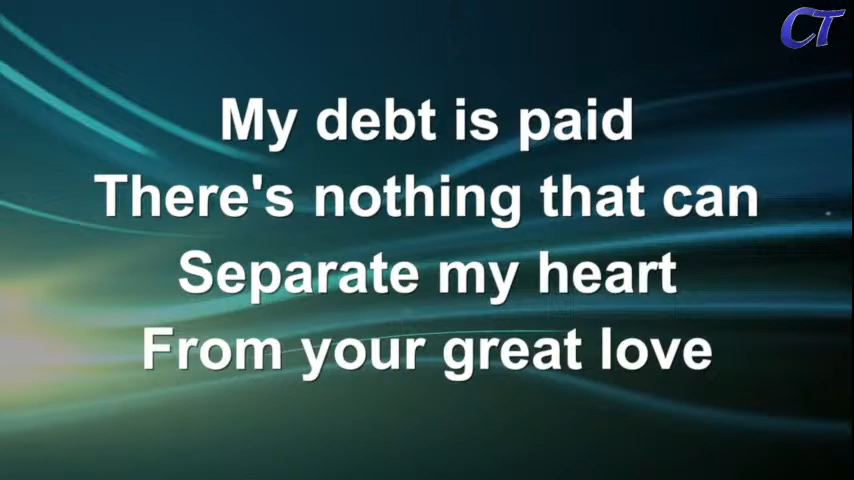 CT
My debt is paid
There's nothing that can
Separate my heart
From your great love